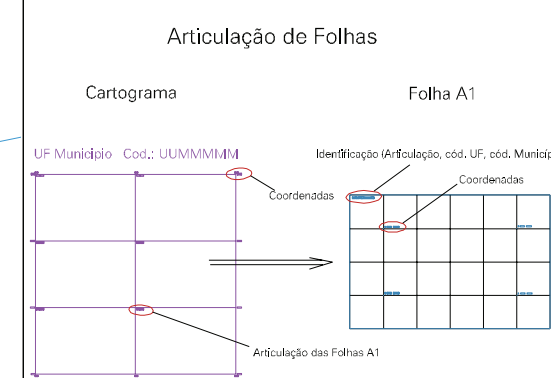 Articulação de Folhas
Cartograma
Folha A1
UF Municipio Cod.: UUMMMMM
Identificação (Articulação, cód. UF, cód. Municíp
Coordenadas
Coordenadas
Articulação das Folhas A1